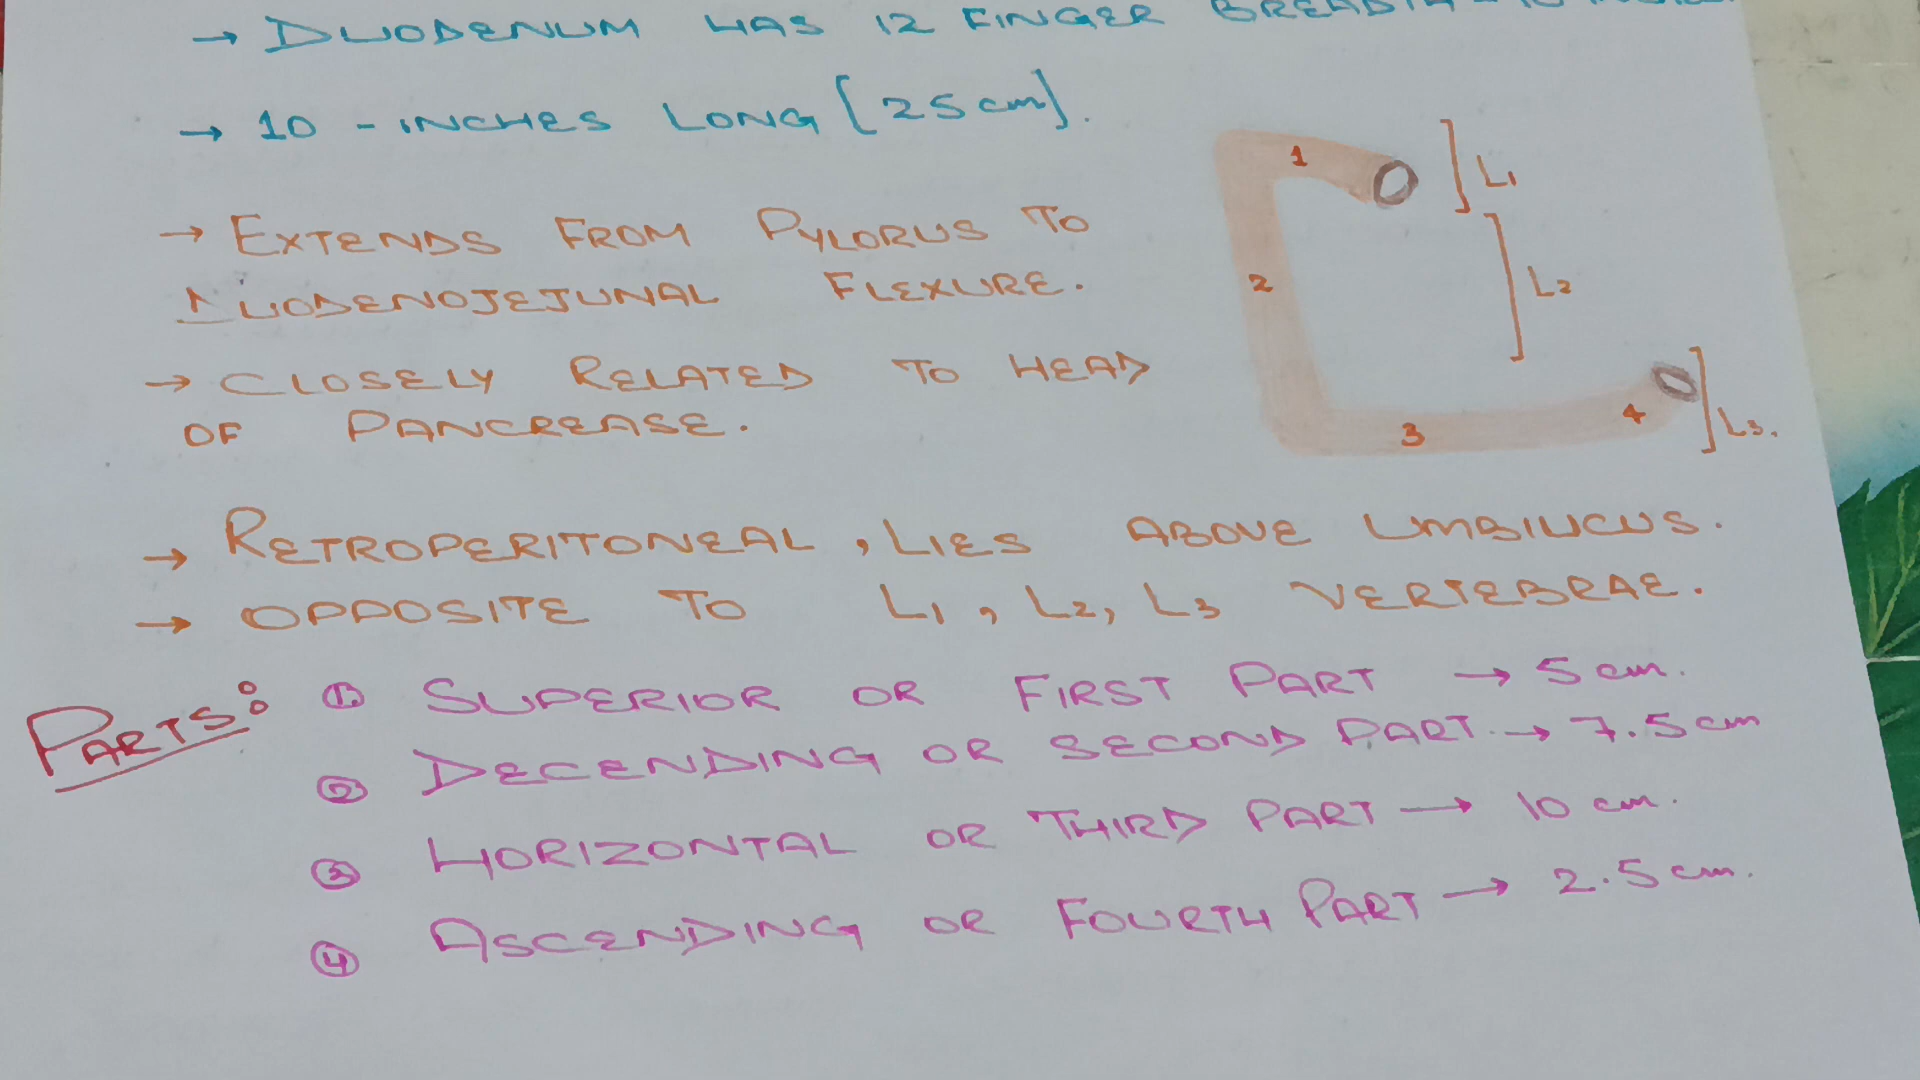 → DUODENUM HAS 12 FINGER BREADTH
→ 10 - INCHES LONG [25 cm].
→ EXTENDS FROM PYLORUS TO
DUODENOJEJUNAL FLEXURE.
→ CLOSELY RELATED TO HEAD
OF PANCREASE.
1
L1
2
L2
3
4
L3.
→ RETROPERITONEAL, LIES ABOVE UMBILICUS.
→ OPPOSITE TO L1, L2, L3 VERTEBRAE.
PARTS:
① SUPERIOR OR FIRST PART → 5 cm.
② DECENDING OR SECOND PART. → 7.5 cm
③ HORIZONTAL OR THIRD PART → 10 cm.
④ ASCENDING OR FOURTH PART → 2.5 cm.